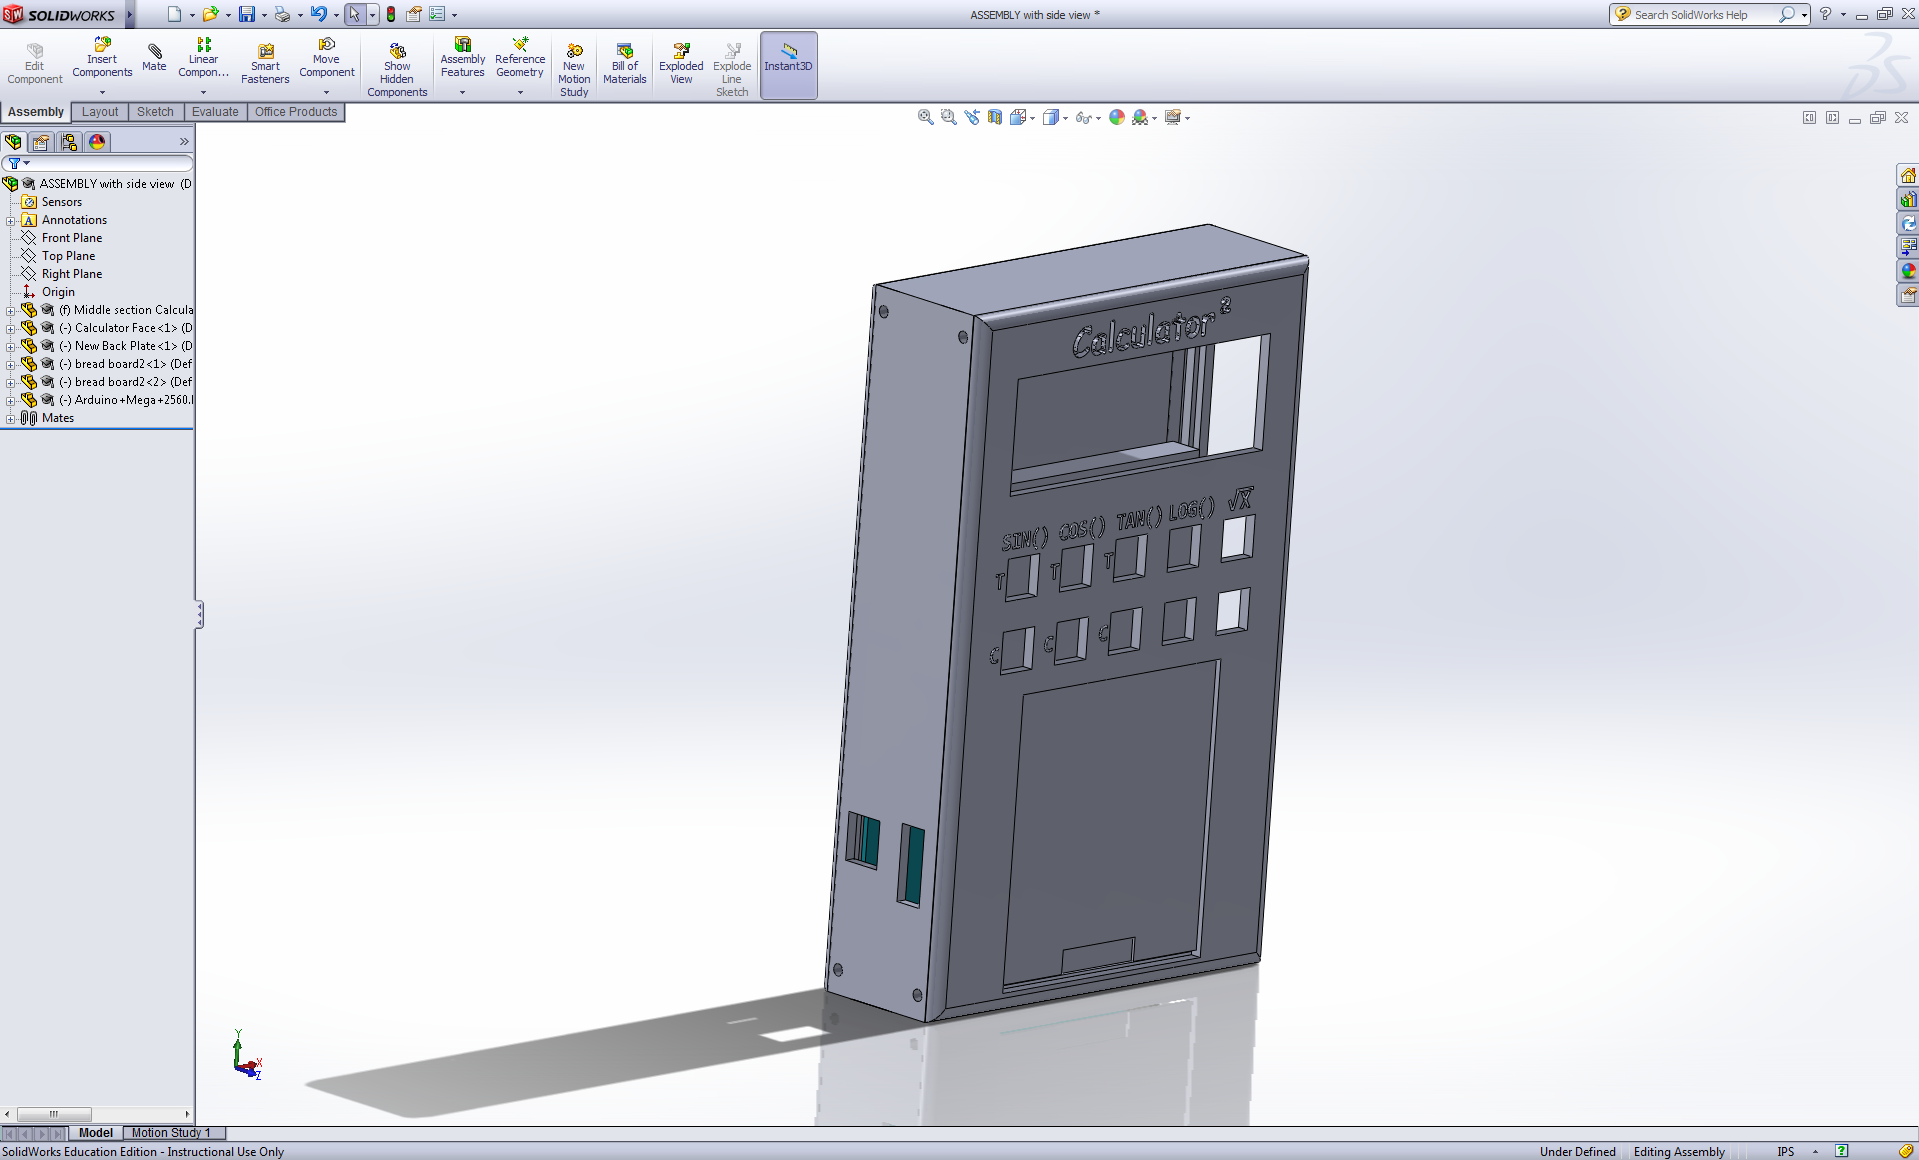 SOLIDWORKS
ASSEMBLY with side view *
Search SolidWorks Help
Edit Component
Insert Components
Mate
Linear Compon...
Smart Fasteners
Move Component
Show Hidden Components
Assembly Features
Reference Geometry
New Motion Study
Bill of Materials
Exploded View
Explode Line Sketch
Instant3D
Assembly
Layout
Sketch
Evaluate
Office Products
ASSEMBLY with side view (D
Sensors
A Annotations
Front Plane
Top Plane
Right Plane
Origin
(f) Middle section Calcula
(-) Calculator Face<1> (D
(-) New Back Plate<1> (D
(-) bread board2<1> (Def
(-) bread board2<2> (Def
(-) Arduino+Mega+2560.
Mates
Calculator²
SIN() COS() TAN() LOG() √X
T T T
C C C
Y
X
Z
Model
Motion Study 1
SolidWorks Education Edition - Instructional Use Only
Under Defined
Editing Assembly
IPS